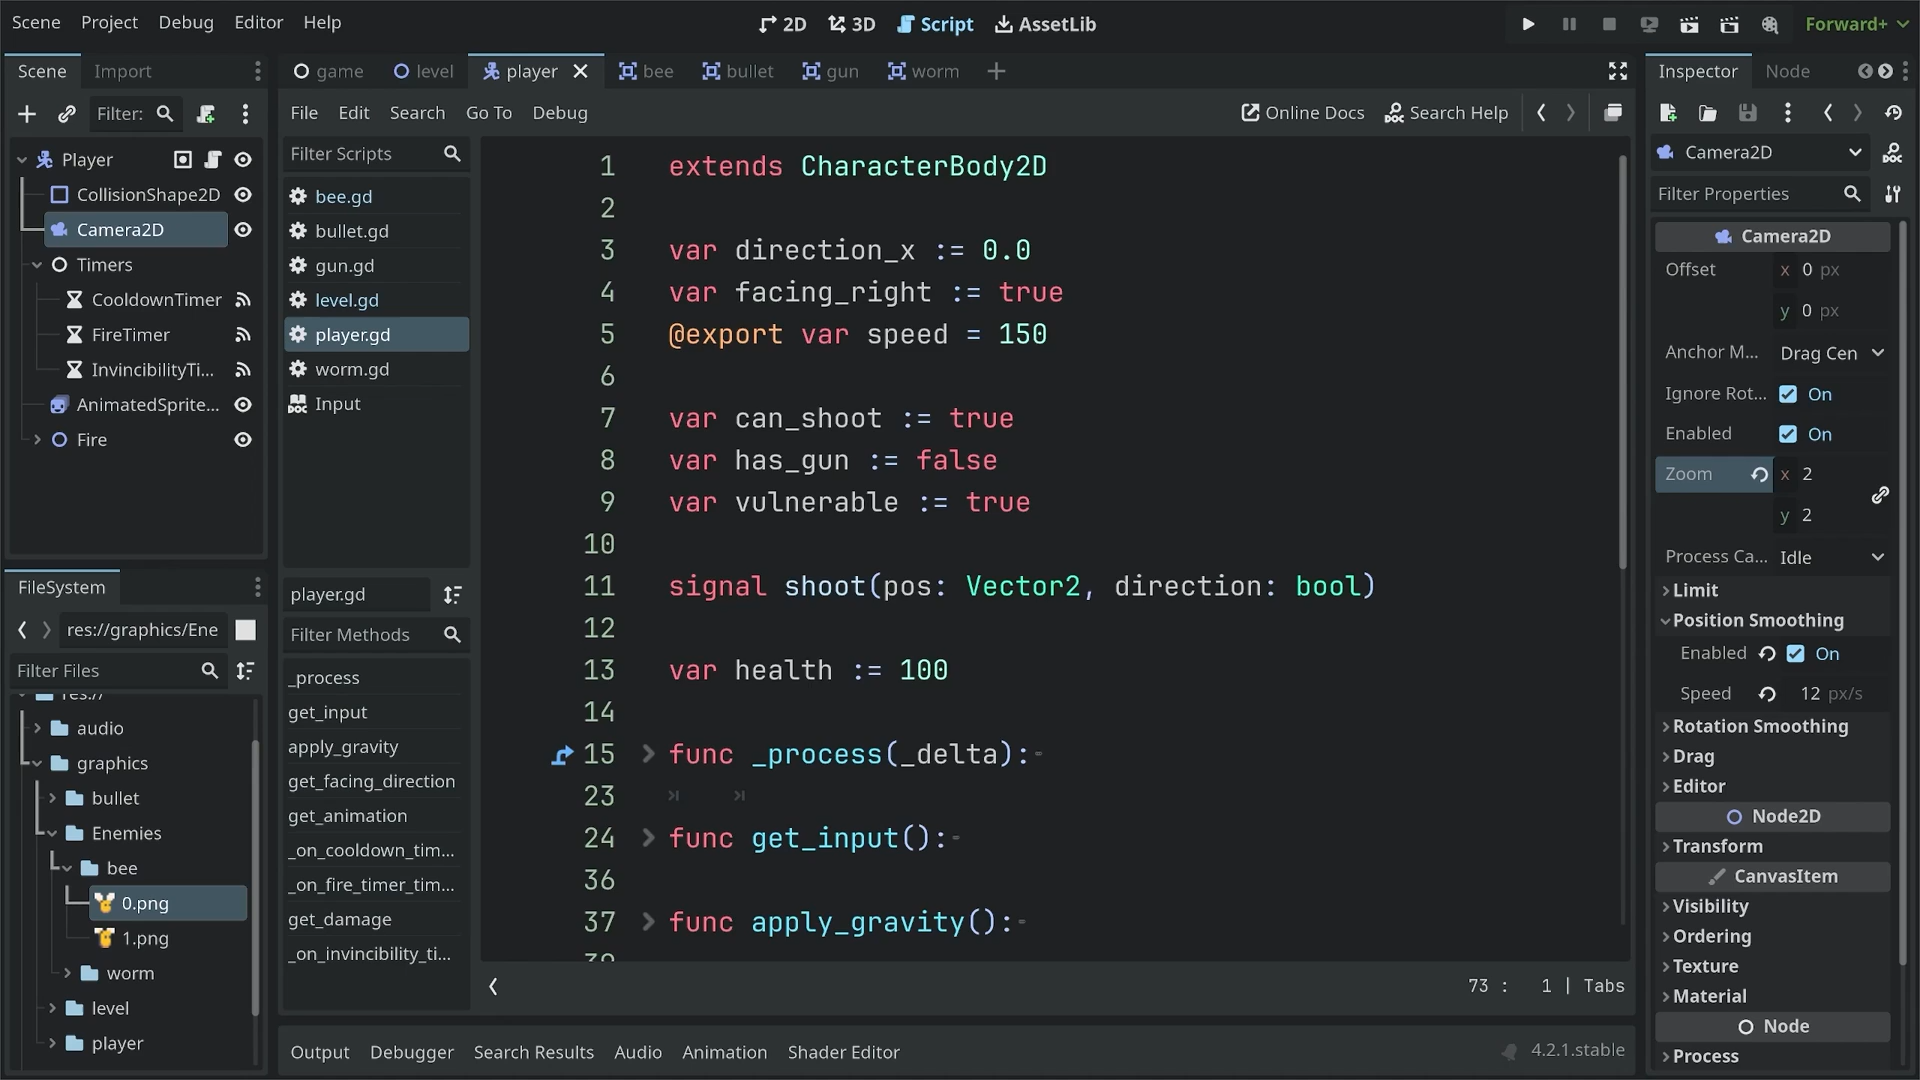 Scene Project Debug Editor Help
2D 3D Script AssetLib
Forward+
Scene Import
Filter:
Player
CollisionShape2D
Camera2D
Timers
CooldownTimer
FireTimer
InvincibilityTi...
AnimatedSprite...
Fire
FileSystem
res://graphics/Ene
Filter Files
res://
audio
graphics
bullet
Enemies
bee
0.png
1.png
worm
level
player
game level player bee bullet gun worm
File Edit Search Go To Debug
Online Docs Search Help
Filter Scripts
bee.gd
bullet.gd
gun.gd
level.gd
player.gd
worm.gd
Input
player.gd
Filter Methods
_process
get_input
apply_gravity
get_facing_direction
get_animation
_on_cooldown_tim...
_on_fire_timer_tim...
get_damage
_on_invincibility_ti...
1 extends CharacterBody2D
2
3 var direction_x := 0.0
4 var facing_right := true
5 @export var speed = 150
6
7 var can_shoot := true
8 var has_gun := false
9 var vulnerable := true
10
11 signal shoot(pos: Vector2, direction: bool)
12
13 var health := 100
14
15 func _process(_delta):
23
24 func get_input():
36
37 func apply_gravity():
73 : 1 | Tabs
Output Debugger Search Results Audio Animation Shader Editor
4.2.1.stable
Inspector Node
Camera2D
Filter Properties
Camera2D
Offset x 0 px
y 0 px
Anchor M... Drag Cen
Ignore Rot... On
Enabled On
Zoom x 2
y 2
Process Ca... Idle
Limit
Position Smoothing
Enabled On
Speed 12 px/s
Rotation Smoothing
Drag
Editor
Node2D
Transform
CanvasItem
Visibility
Ordering
Texture
Material
Node
Process